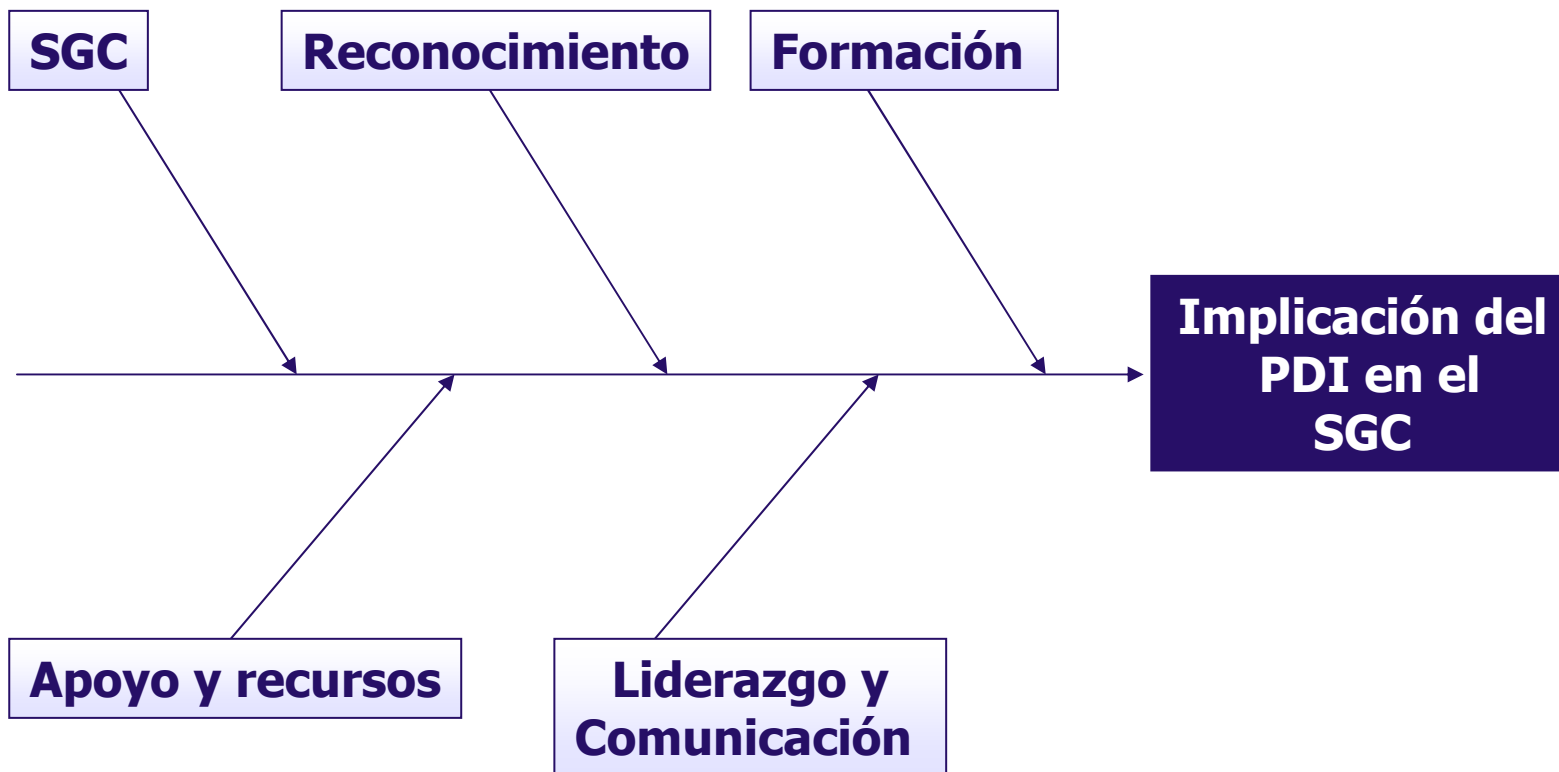 SGC
Reconocimiento
Formación
Implicación del
PDI en el
SGC
Apoyo y recursos
Liderazgo y
Comunicación